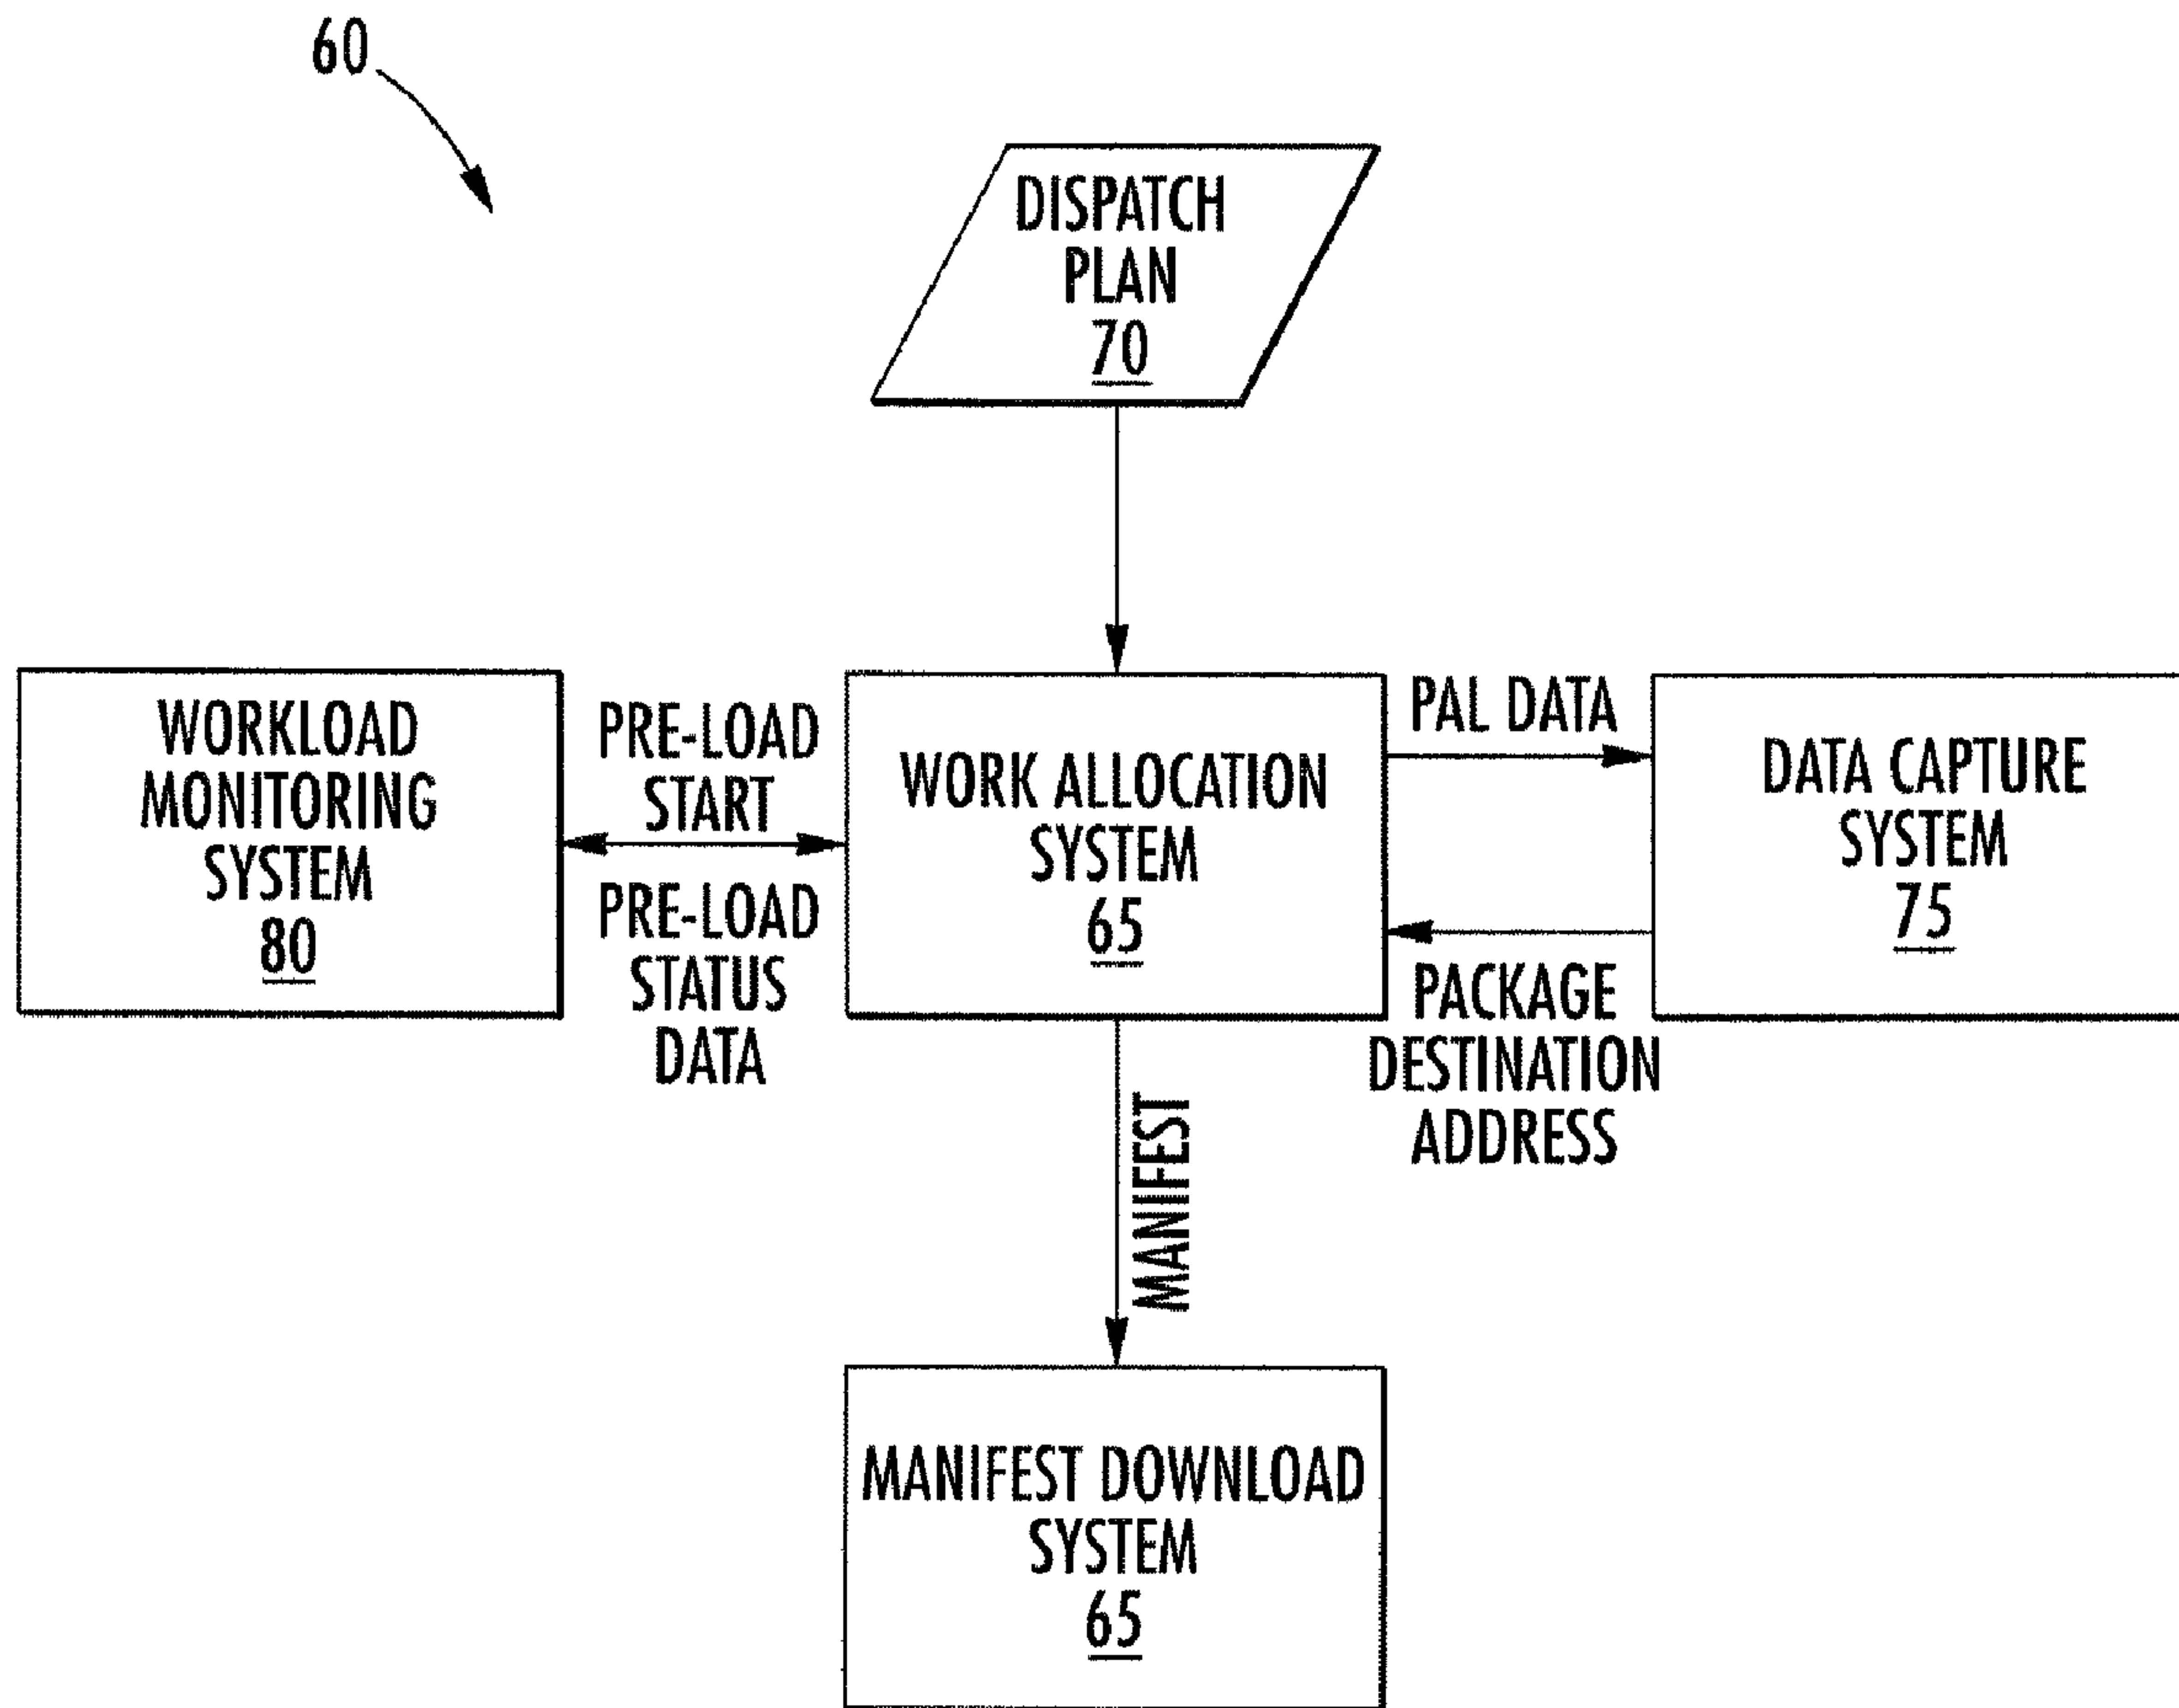 60
DISPATCH
PLAN
70
WORKLOAD
MONITORING
SYSTEM
80
PRE-LOAD
START
PRE-LOAD
STATUS
DATA
WORK ALLOCATION
SYSTEM
65
PAL DATA
PACKAGE
DESTINATION
ADDRESS
DATA CAPTURE
SYSTEM
75
MANIFEST
MANIFEST DOWNLOAD
SYSTEM
65